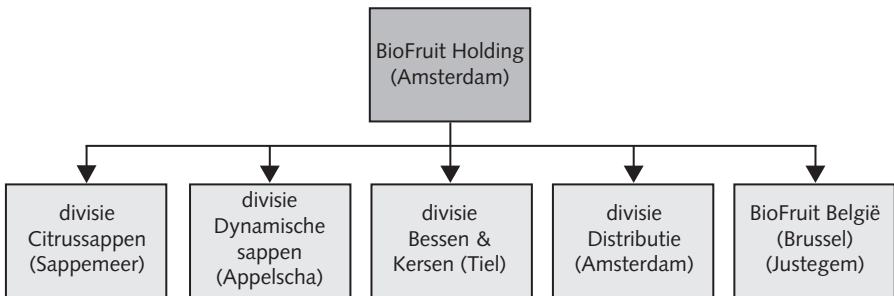 BioFruit Holding
(Amsterdam)
divisie
Citrussappen
(Sappemeer)
divisie
Dynamische
sappen
(Appelscha)
divisie
Bessen &
Kersen (Tiel)
divisie
Distributie
(Amsterdam)
BioFruit België
(Brussel)
(Justegem)